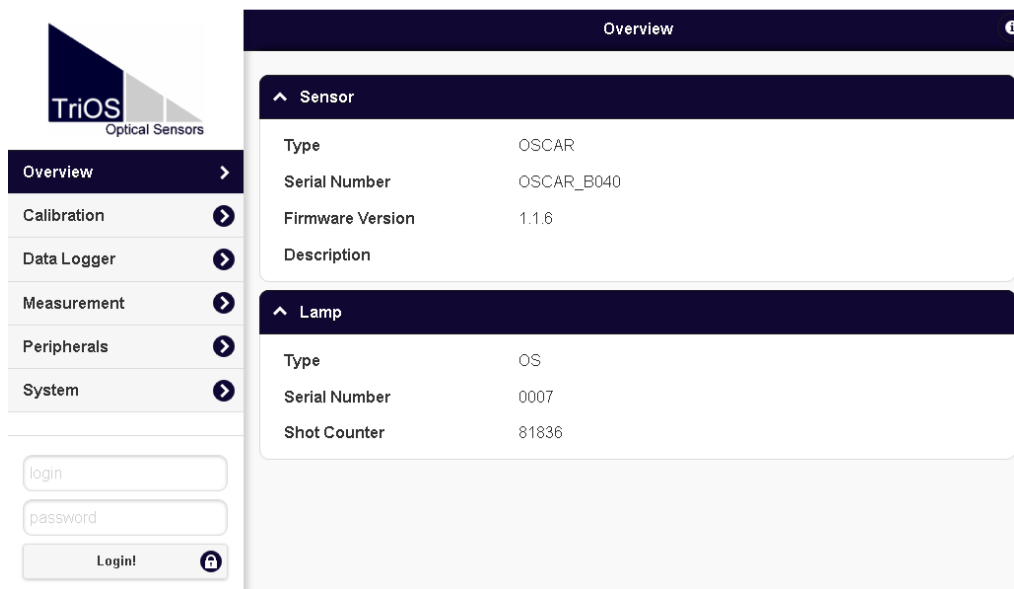 TriOS
Optical Sensors
Overview
Calibration
Data Logger
Measurement
Peripherals
System
login
password
Login!
Overview
Sensor
Type OSCAR
Serial Number OSCAR_B040
Firmware Version 1.1.6
Description
Lamp
Type OS
Serial Number 0007
Shot Counter 81836